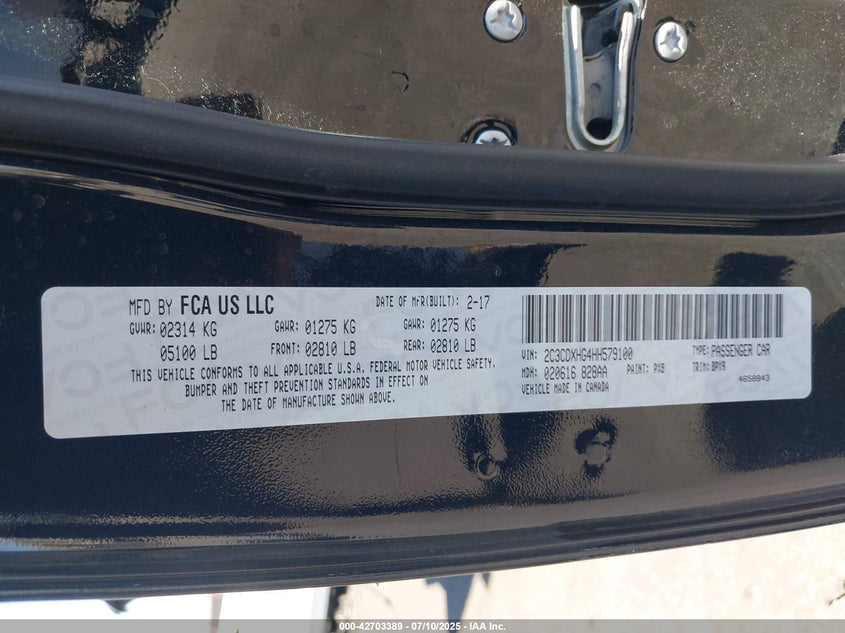 MFD BY FCA US LLC DATE OF MFR(BUILT): 2-17
GVWR: 02314 KG GAWR: 01275 KG GAWR: 01275 KG
05100 LB FRONT: 02810 LB REAR: 02810 LB
THIS VEHICLE CONFORMS TO ALL APPLICABLE U.S.A. FEDERAL MOTOR VEHICLE SAFETY,
BUMPER AND THEFT PREVENTION STANDARDS IN EFFECT ON
THE DATE OF MANUFACTURE SHOWN ABOVE.
VIN: 2C3CDXHG4HH579100 TYPE: PASSENGER CAR
MDH: 020616 828AA PAINT: PX8 TRIM: BPX9
VEHICLE MADE IN CANADA 4658843
000-42703389 - 07/10/2025 - IAA Inc.